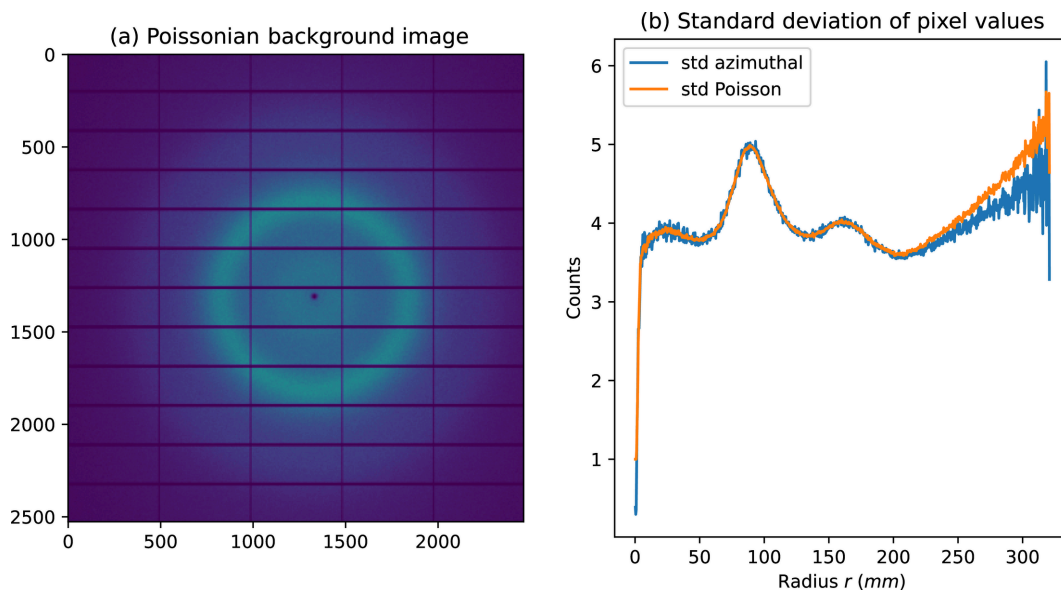 (a) Poissonian background image
0
500
1000
1500
2000
2500
0 500 1000 1500 2000
(b) Standard deviation of pixel values
std azimuthal
std Poisson
6
5
4
3
2
1
Counts
0 50 100 150 200 250 300
Radius r (mm)